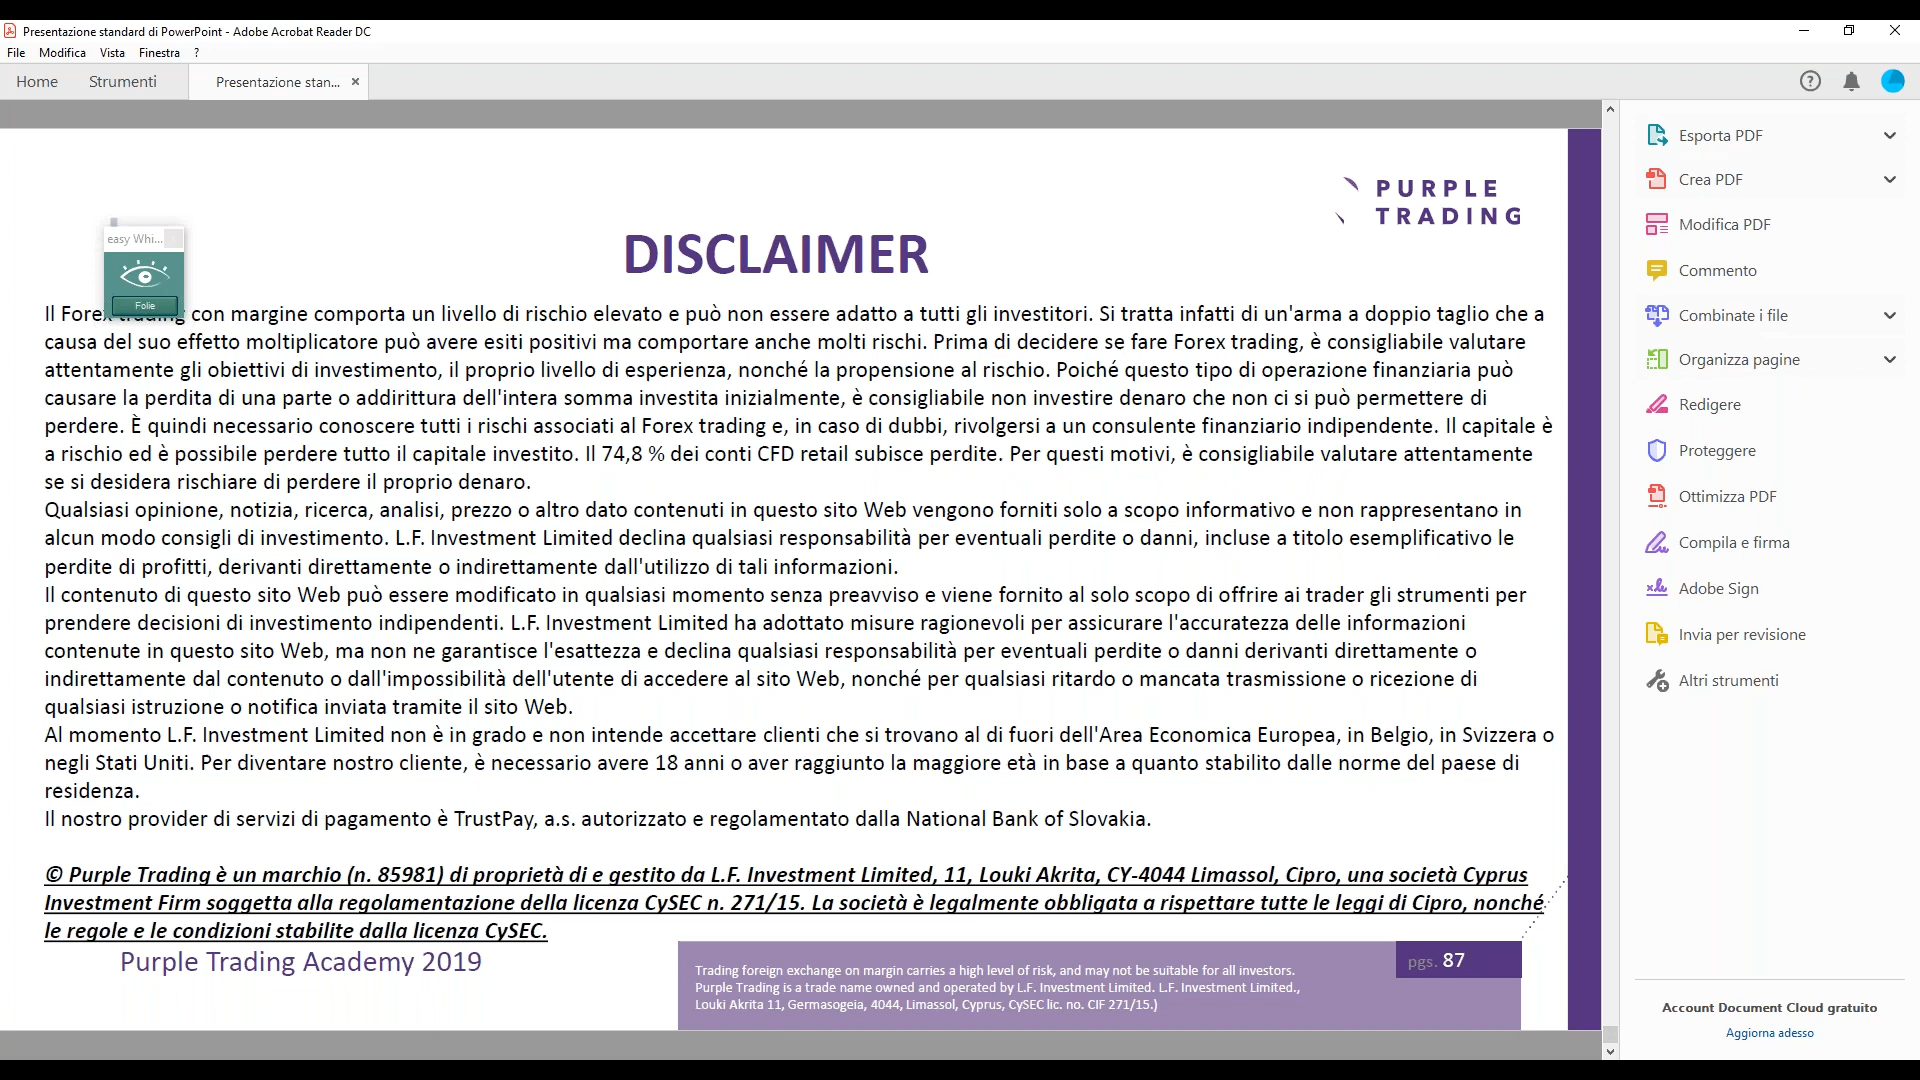 Presentazione standard di PowerPoint - Adobe Acrobat Reader DC
File Modifica Vista Finestra ?
Home Strumenti Presentazione stan... ×
PURPLE
TRADING
easy Whi...
Folie
DISCLAIMER
Il Forex trading con margine comporta un livello di rischio elevato e può non essere adatto a tutti gli investitori. Si tratta infatti di un'arma a doppio taglio che a
causa del suo effetto moltiplicatore può avere esiti positivi ma comportare anche molti rischi. Prima di decidere se fare Forex trading, è consigliabile valutare
attentamente gli obiettivi di investimento, il proprio livello di esperienza, nonché la propensione al rischio. Poiché questo tipo di operazione finanziaria può
causare la perdita di una parte o addirittura dell'intera somma investita inizialmente, è consigliabile non investire denaro che non ci si può permettere di
perdere. È quindi necessario conoscere tutti i rischi associati al Forex trading e, in caso di dubbi, rivolgersi a un consulente finanziario indipendente. Il capitale è
a rischio ed è possibile perdere tutto il capitale investito. Il 74,8 % dei conti CFD retail subisce perdite. Per questi motivi, è consigliabile valutare attentamente
se si desidera rischiare di perdere il proprio denaro.
Qualsiasi opinione, notizia, ricerca, analisi, prezzo o altro dato contenuti in questo sito Web vengono forniti solo a scopo informativo e non rappresentano in
alcun modo consigli di investimento. L.F. Investment Limited declina qualsiasi responsabilità per eventuali perdite o danni, incluse a titolo esemplificativo le
perdite di profitti, derivanti direttamente o indirettamente dall'utilizzo di tali informazioni.
Il contenuto di questo sito Web può essere modificato in qualsiasi momento senza preavviso e viene fornito al solo scopo di offrire ai trader gli strumenti per
prendere decisioni di investimento indipendenti. L.F. Investment Limited ha adottato misure ragionevoli per assicurare l'accuratezza delle informazioni
contenute in questo sito Web, ma non ne garantisce l'esattezza e declina qualsiasi responsabilità per eventuali perdite o danni derivanti direttamente o
indirettamente dal contenuto o dall'impossibilità dell'utente di accedere al sito Web, nonché per qualsiasi ritardo o mancata trasmissione o ricezione di
qualsiasi istruzione o notifica inviata tramite il sito Web.
Al momento L.F. Investment Limited non è in grado e non intende accettare clienti che si trovano al di fuori dell'Area Economica Europea, in Belgio, in Svizzera o
negli Stati Uniti. Per diventare nostro cliente, è necessario avere 18 anni o aver raggiunto la maggiore età in base a quanto stabilito dalle norme del paese di
residenza.
Il nostro provider di servizi di pagamento è TrustPay, a.s. autorizzato e regolamentato dalla National Bank of Slovakia.
© Purple Trading è un marchio (n. 85981) di proprietà di e gestito da L.F. Investment Limited, 11, Louki Akrita, CY-4044 Limassol, Cipro, una società Cyprus
Investment Firm soggetta alla regolamentazione della licenza CySEC n. 271/15. La società è legalmente obbligata a rispettare tutte le leggi di Cipro, nonché
le regole e le condizioni stabilite dalla licenza CySEC.
Purple Trading Academy 2019
Trading foreign exchange on margin carries a high level of risk, and may not be suitable for all investors.
Purple Trading is a trade name owned and operated by L.F. Investment Limited. L.F. Investment Limited.,
Louki Akrita 11, Germasogeia, 4044, Limassol, Cyprus, CySEC lic. no. CIF 271/15.)
pgs. 87
Esporta PDF
Crea PDF
Modifica PDF
Commento
Combinate i file
Organizza pagine
Redigere
Proteggere
Ottimizza PDF
Compila e firma
Adobe Sign
Invia per revisione
Altri strumenti
Account Document Cloud gratuito
Aggiorna adesso